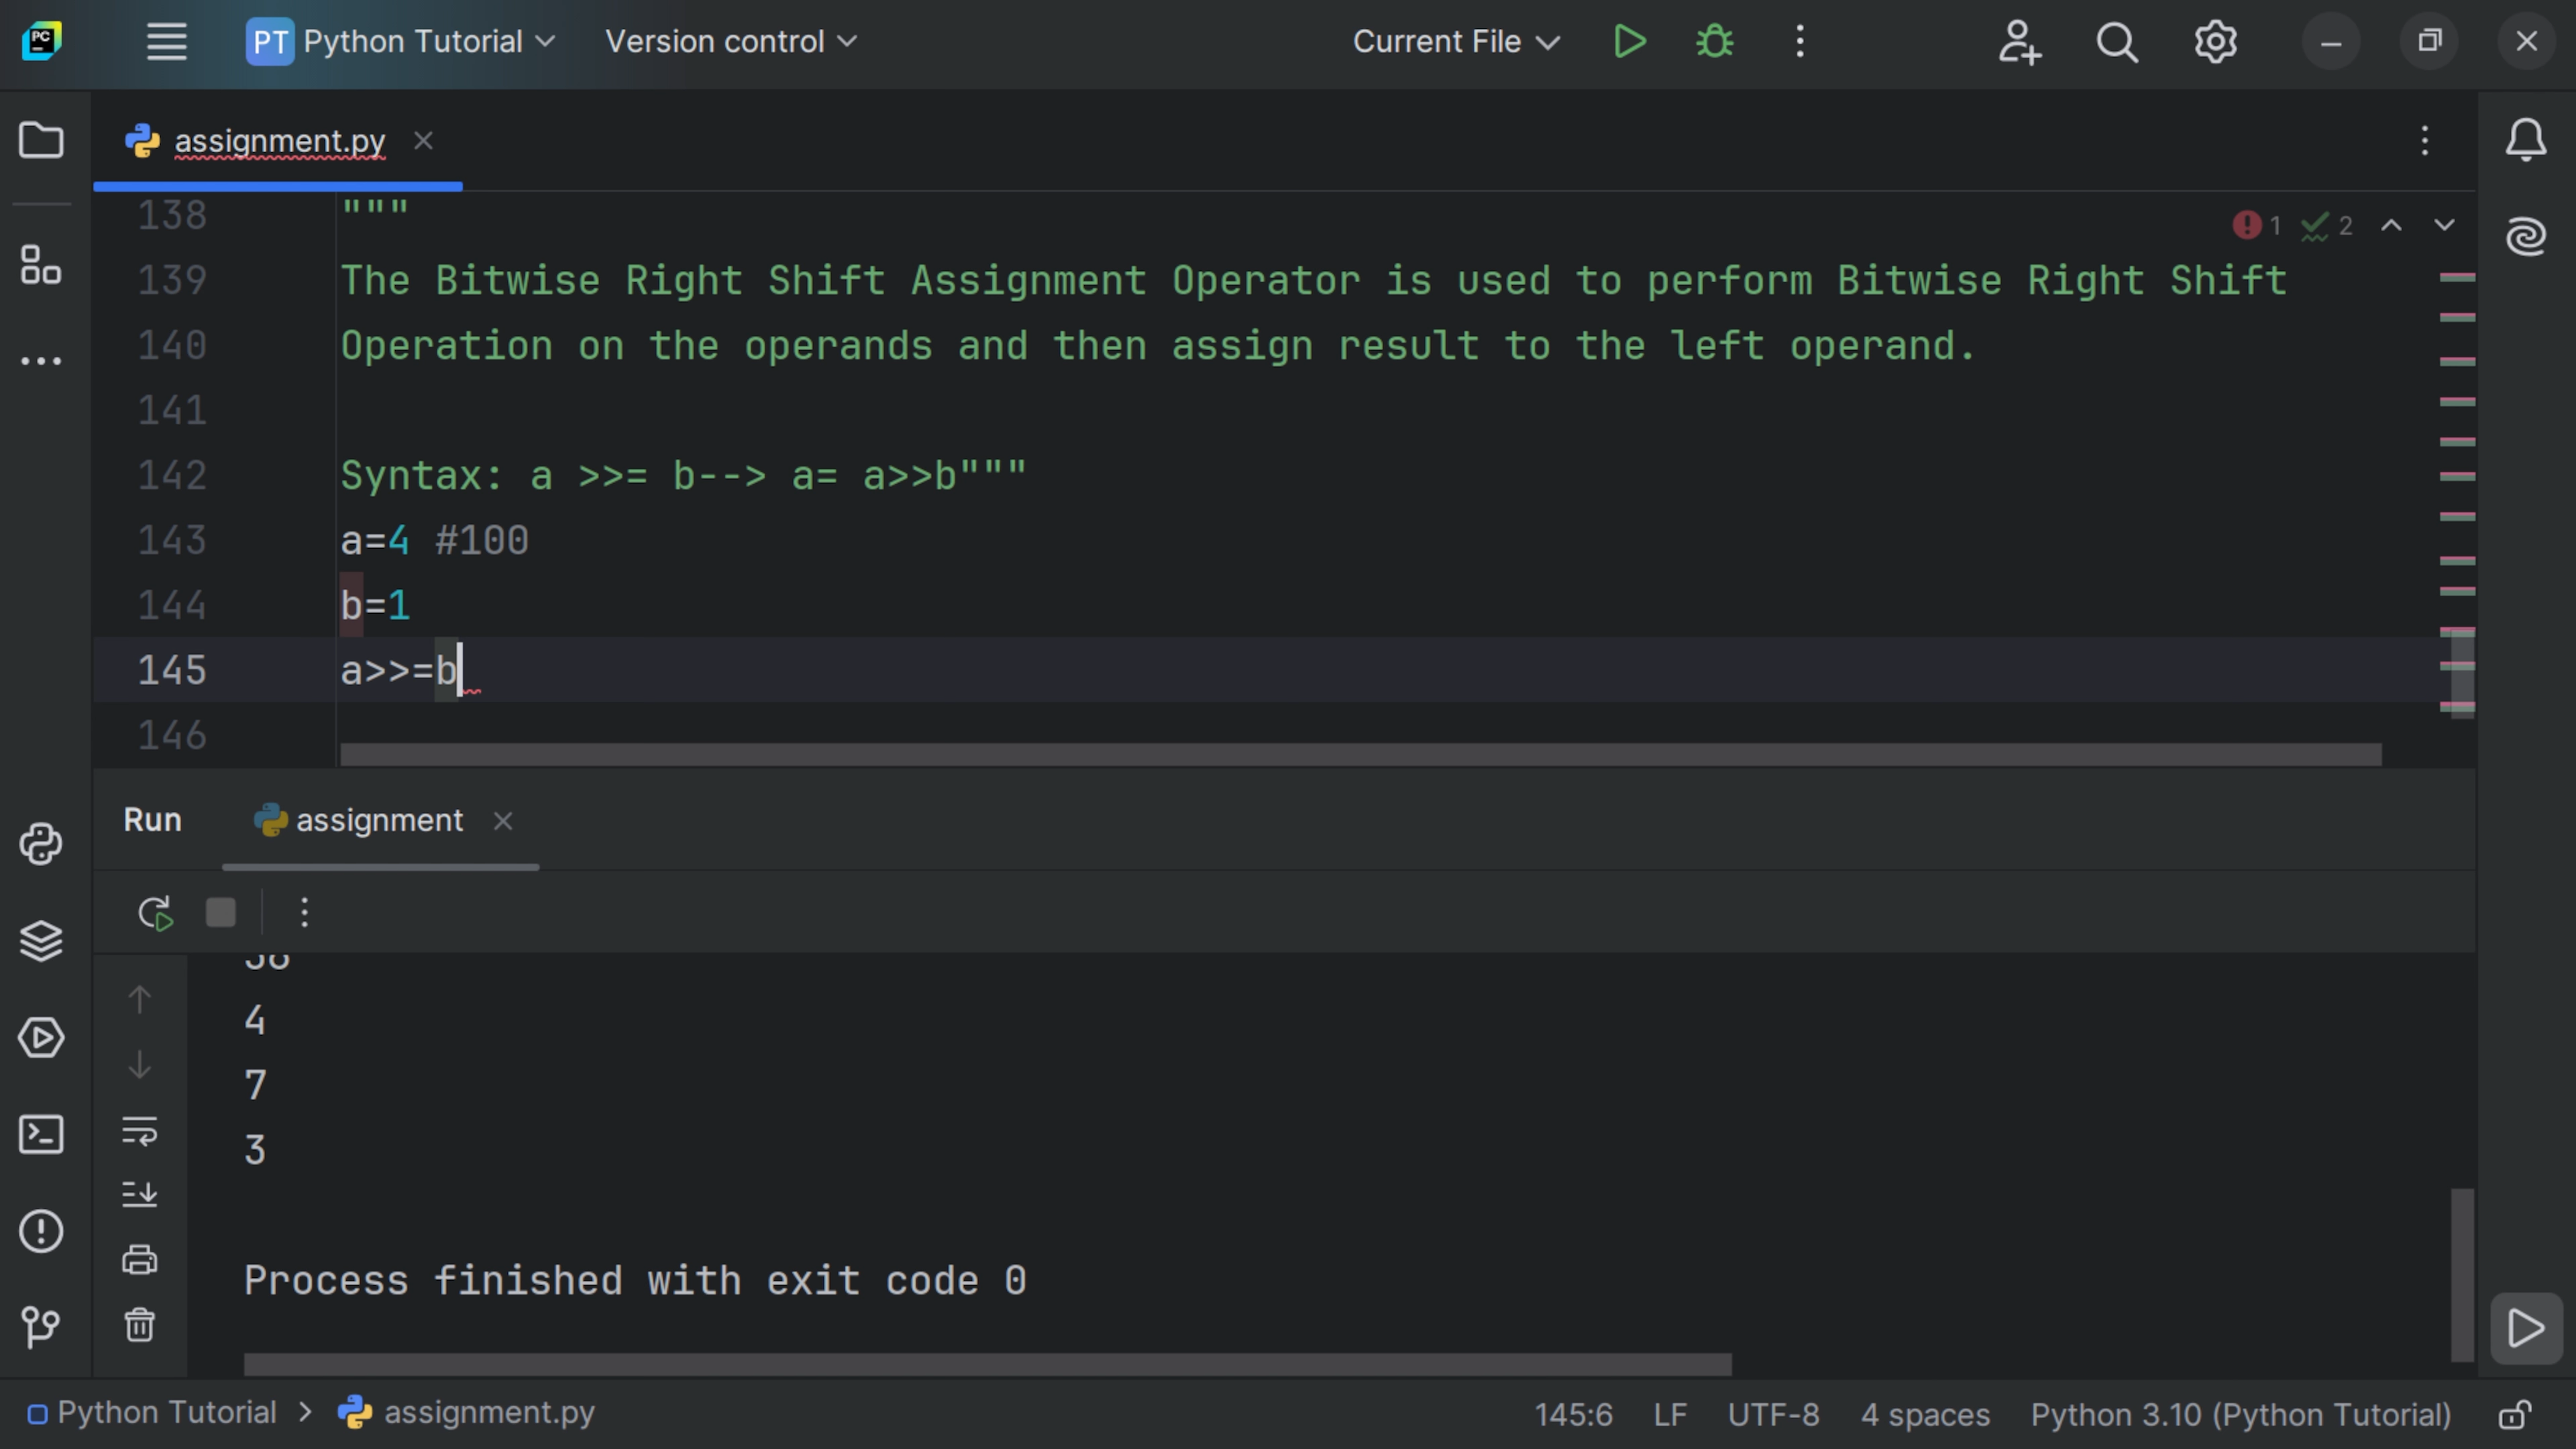 PC
PT Python Tutorial Version control Current File
assignment.py
1 2
138 """
139 The Bitwise Right Shift Assignment Operator is used to perform Bitwise Right Shift
140 Operation on the operands and then assign result to the left operand.
141
142 Syntax: a >>= b--> a= a>>b"""
143 a=4 #100
144 b=1
145 a>>=b
146
Run assignment
4
7
3
Process finished with exit code 0
Python Tutorial > assignment.py 145:6 LF UTF-8 4 spaces Python 3.10 (Python Tutorial)